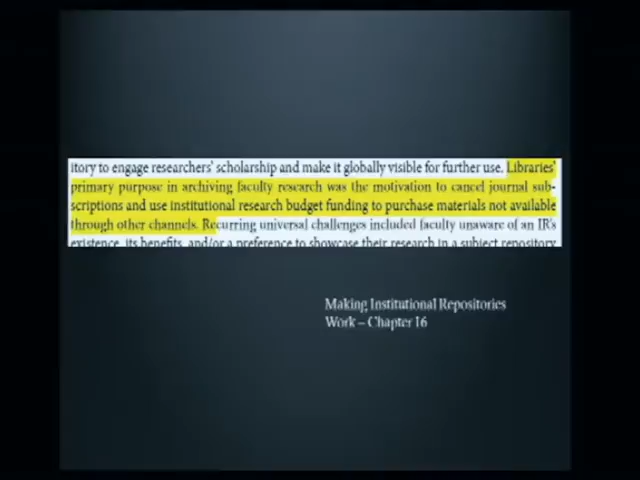 itory to engage researchers' scholarship and make it globally visible for further use. Libraries'
primary purpose in archiving faculty research was the motivation to cancel journal sub-
scriptions and use institutional research budget funding to purchase materials not available
through other channels. Recurring universal challenges included faculty unaware of an IR's
existence, its benefits, and/or a preference to showcase their research in a subject repository
Making Institutional Repositories
Work – Chapter 16